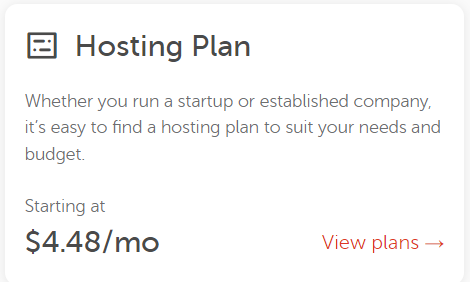 Hosting Plan
Whether you run a startup or established company,
it's easy to find a hosting plan to suit your needs and
budget.
Starting at
$4.48/mo
View plans →